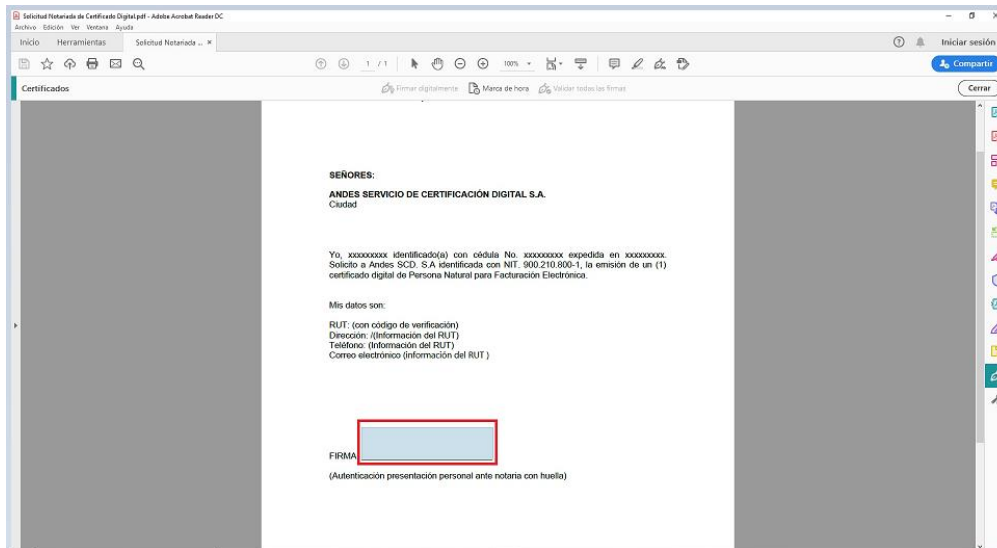 Solicitud Notariada de Certificado Digital.pdf - Adobe Acrobat Reader DC
Archivo Edición Ver Ventana Ayuda
Inicio Herramientas Solicitud Notariada ... × Iniciar sesión
1 / 1 100% Compartir
Certificados Firmar digitalmente Marca de hora Validar todas las firmas Cerrar
SEÑORES:
ANDES SERVICIO DE CERTIFICACIÓN DIGITAL S.A.
Ciudad
Yo, xxxxxxxxx identificado(a) con cédula No. xxxxxxxxx expedida en xxxxxxxxx.
Solicito a Andes SCD. S.A identificada con NIT. 900.210.800-1, la emisión de un (1)
certificado digital de Persona Natural para Facturación Electrónica.
Mis datos son:
RUT: (con código de verificación)
Dirección: /(Información del RUT)
Teléfono: (Información del RUT)
Correo electrónico (información del RUT )
FIRMA
(Autenticación presentación personal ante notaria con huella)